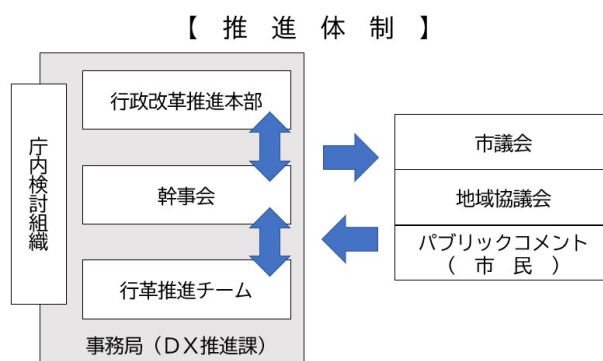 【 推 進 体 制 】
庁内検討組織
行政改革推進本部
幹事会
行革推進チーム
事務局（ＤＸ推進課）
市議会
地域協議会
パブリックコメント
（ 市 民 ）